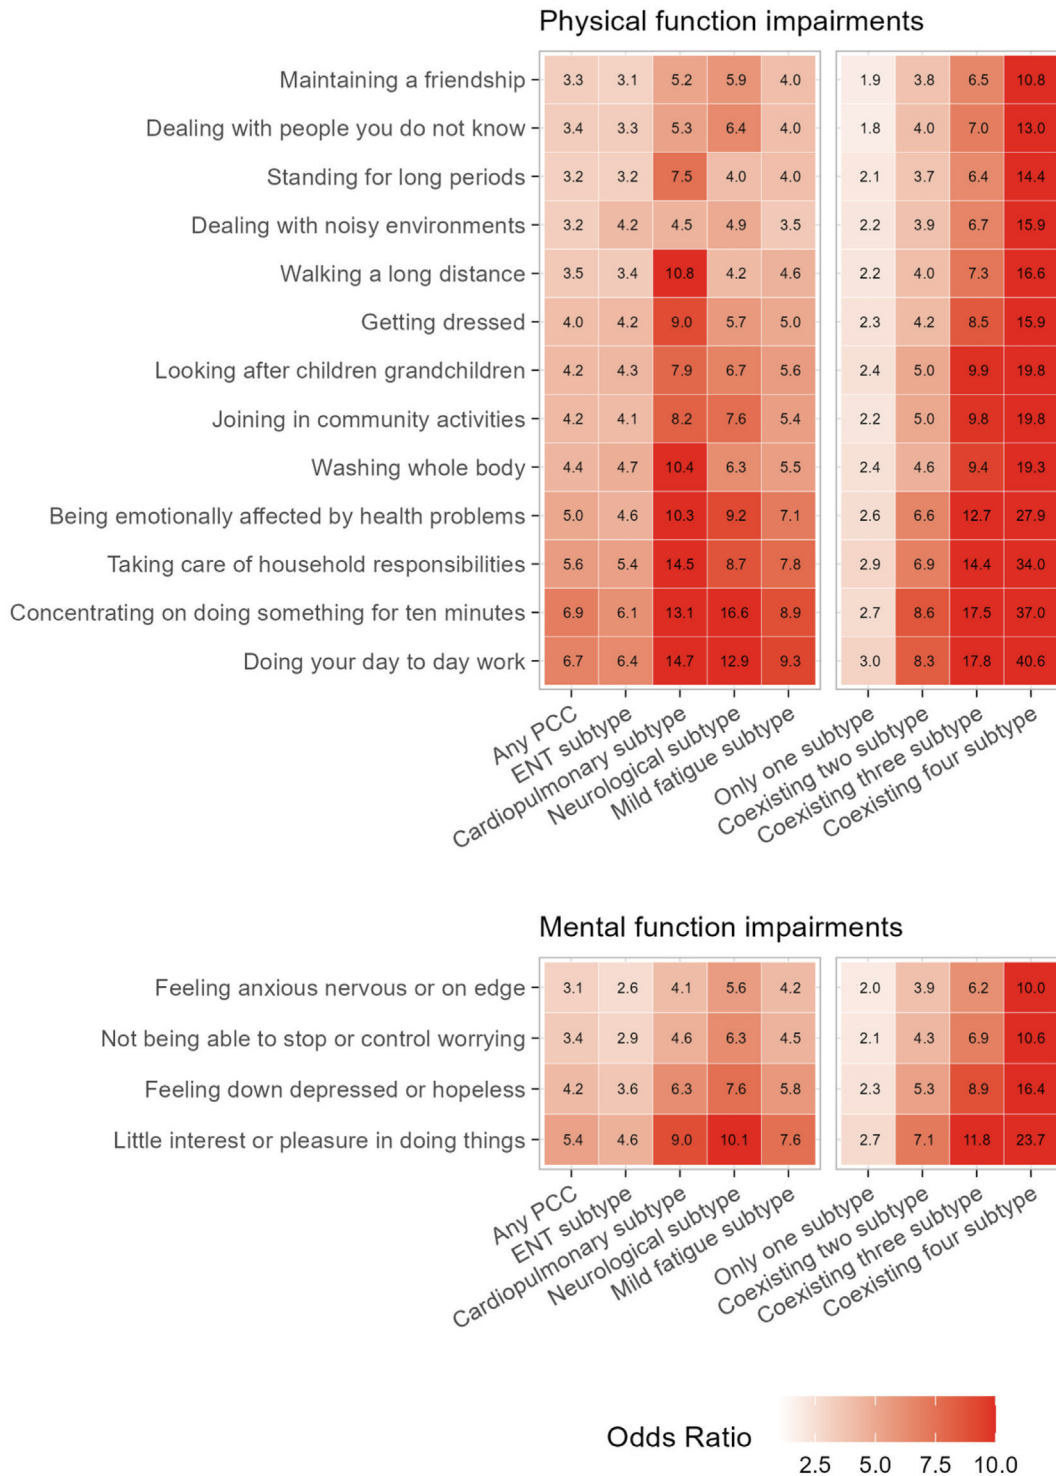 Physical function impairments
Maintaining a friendship 3.3 3.1 5.2 5.9 4.0 1.9 3.8 6.5 10.8
Dealing with people you do not know 3.4 3.3 5.3 6.4 4.0 1.8 4.0 7.0 13.0
Standing for long periods 3.2 3.2 7.5 4.0 4.0 2.1 3.7 6.4 14.4
Dealing with noisy environments 3.2 4.2 4.5 4.9 3.5 2.2 3.9 6.7 15.9
Walking a long distance 3.5 3.4 10.8 4.2 4.6 2.2 4.0 7.3 16.6
Getting dressed 4.0 4.2 9.0 5.7 5.0 2.3 4.2 8.5 15.9
Looking after children grandchildren 4.2 4.3 7.9 6.7 5.6 2.4 5.0 9.9 19.8
Joining in community activities 4.2 4.1 8.2 7.6 5.4 2.2 5.0 9.8 19.8
Washing whole body 4.4 4.7 10.4 6.3 5.5 2.4 4.6 9.4 19.3
Being emotionally affected by health problems 5.0 4.6 10.3 9.2 7.1 2.6 6.6 12.7 27.9
Taking care of household responsibilities 5.6 5.4 14.5 8.7 7.8 2.9 6.9 14.4 34.0
Concentrating on doing something for ten minutes 6.9 6.1 13.1 16.6 8.9 2.7 8.6 17.5 37.0
Doing your day to day work 6.7 6.4 14.7 12.9 9.3 3.0 8.3 17.8 40.6
Any PCC
ENT subtype
Cardiopulmonary subtype
Neurological subtype
Mild fatigue subtype
Only one subtype
Coexisting two subtype
Coexisting three subtype
Coexisting four subtype
Mental function impairments
Feeling anxious nervous or on edge 3.1 2.6 4.1 5.6 4.2 2.0 3.9 6.2 10.0
Not being able to stop or control worrying 3.4 2.9 4.6 6.3 4.5 2.1 4.3 6.9 10.6
Feeling down depressed or hopeless 4.2 3.6 6.3 7.6 5.8 2.3 5.3 8.9 16.4
Little interest or pleasure in doing things 5.4 4.6 9.0 10.1 7.6 2.7 7.1 11.8 23.7
Any PCC
ENT subtype
Cardiopulmonary subtype
Neurological subtype
Mild fatigue subtype
Only one subtype
Coexisting two subtype
Coexisting three subtype
Coexisting four subtype
Odds Ratio
2.5 5.0 7.5 10.0